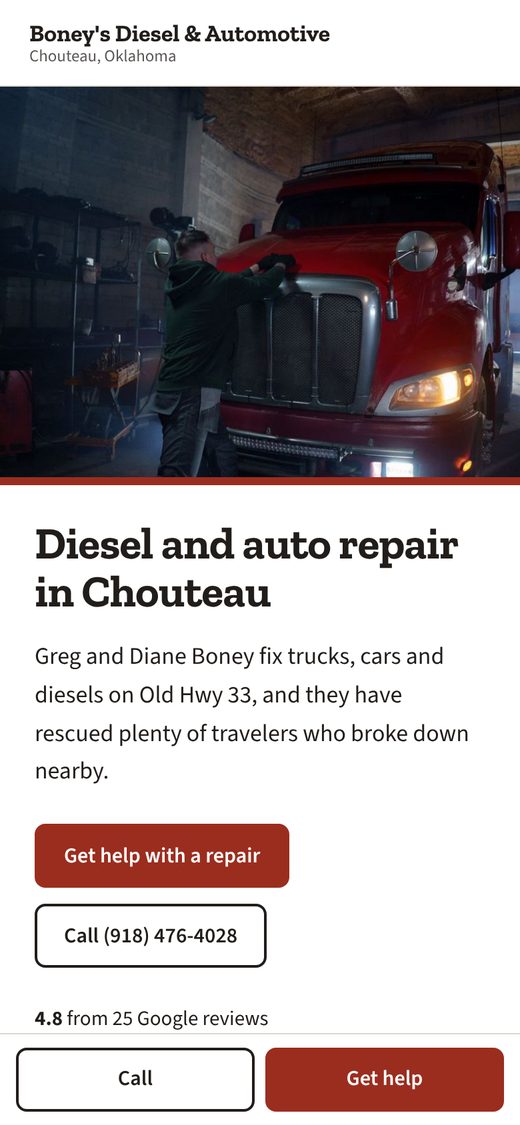 Boney's Diesel & Automotive
Chouteau, Oklahoma
Diesel and auto repair
in Chouteau
Greg and Diane Boney fix trucks, cars and
diesels on Old Hwy 33, and they have
rescued plenty of travelers who broke down
nearby.
Get help with a repair
Call (918) 476-4028
4.8 from 25 Google reviews
Call
Get help